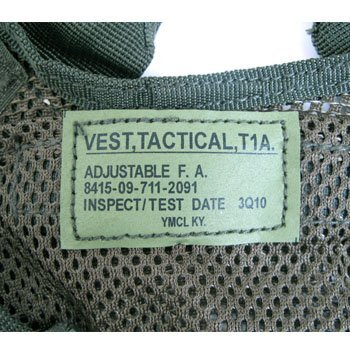 VEST,TACTICAL,T1A.
ADJUSTABLE F. A.
8415-09-711-2091
INSPECT/TEST DATE 3Q10
YMCL KY.